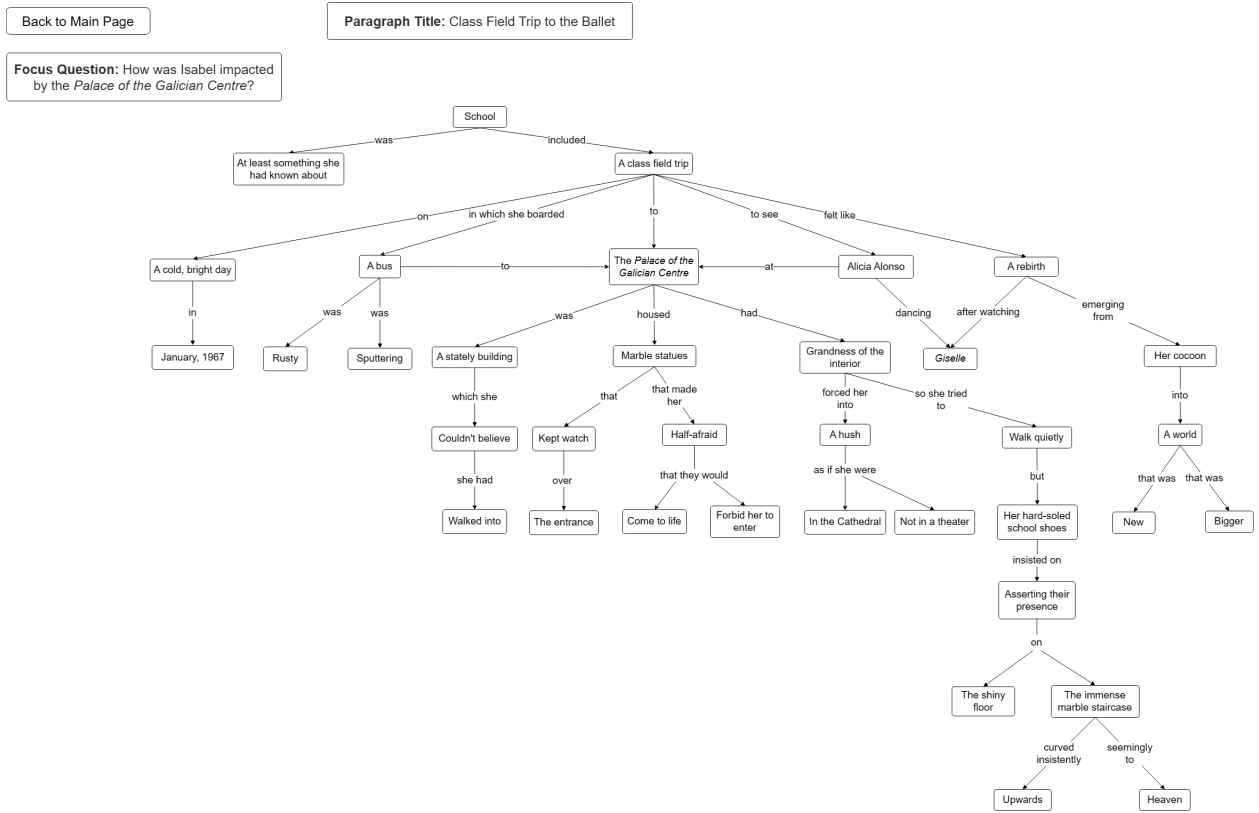 Back to Main Page
Paragraph Title: Class Field Trip to the Ballet
Focus Question: How was Isabel impacted
by the Palace of the Galician Centre?
School
was
included
At least something she
had known about
A class field trip
on
in which she boarded
to
to see
felt like
A cold, bright day
A bus
to
The Palace of the
Galician Centre
at
Alicia Alonso
A rebirth
in
was
was
was
housed
had
dancing
after watching
emerging
from
January, 1967
Rusty
Sputtering
A stately building
Marble statues
Grandness of the
interior
Giselle
Her cocoon
which she
that
that made
her
forced her
into
so she tried
to
into
Couldn't believe
Kept watch
Half-afraid
A hush
Walk quietly
A world
she had
over
that they would
as if she were
but
that was
that was
Walked into
The entrance
Come to life
Forbid her to
enter
In the Cathedral
Not in a theater
Her hard-soled
school shoes
New
Bigger
insisted on
Asserting their
presence
on
The shiny
floor
The immense
marble staircase
curved
insistently
seemingly
to
Upwards
Heaven